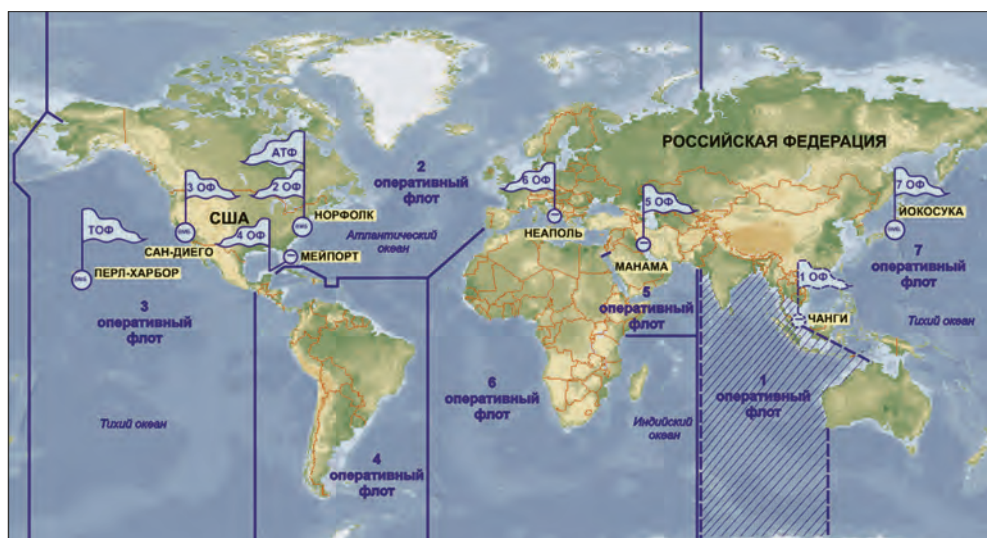 РОССИЙСКАЯ ФЕДЕРАЦИЯ
АТФ
2
оперативный
флот
3 ОФ
2 ОФ
6 ОФ
5 ОФ
7 ОФ
США
НОРФОЛК
ЙОКОСУКА
ТОФ
4 ОФ
НЕАПОЛЬ
Атлантический
океан
САН-ДИЕГО
МЕЙПОРТ
МАНАМА
7
оперативный
флот
ПЕРЛ-ХАРБОР
1 ОФ
3
оперативный
флот
5
оперативный
флот
ЧАНГИ
Тихий океан
6
оперативный
флот
1
оперативный
флот
Тихий океан
Индийский
океан
4
оперативный
флот